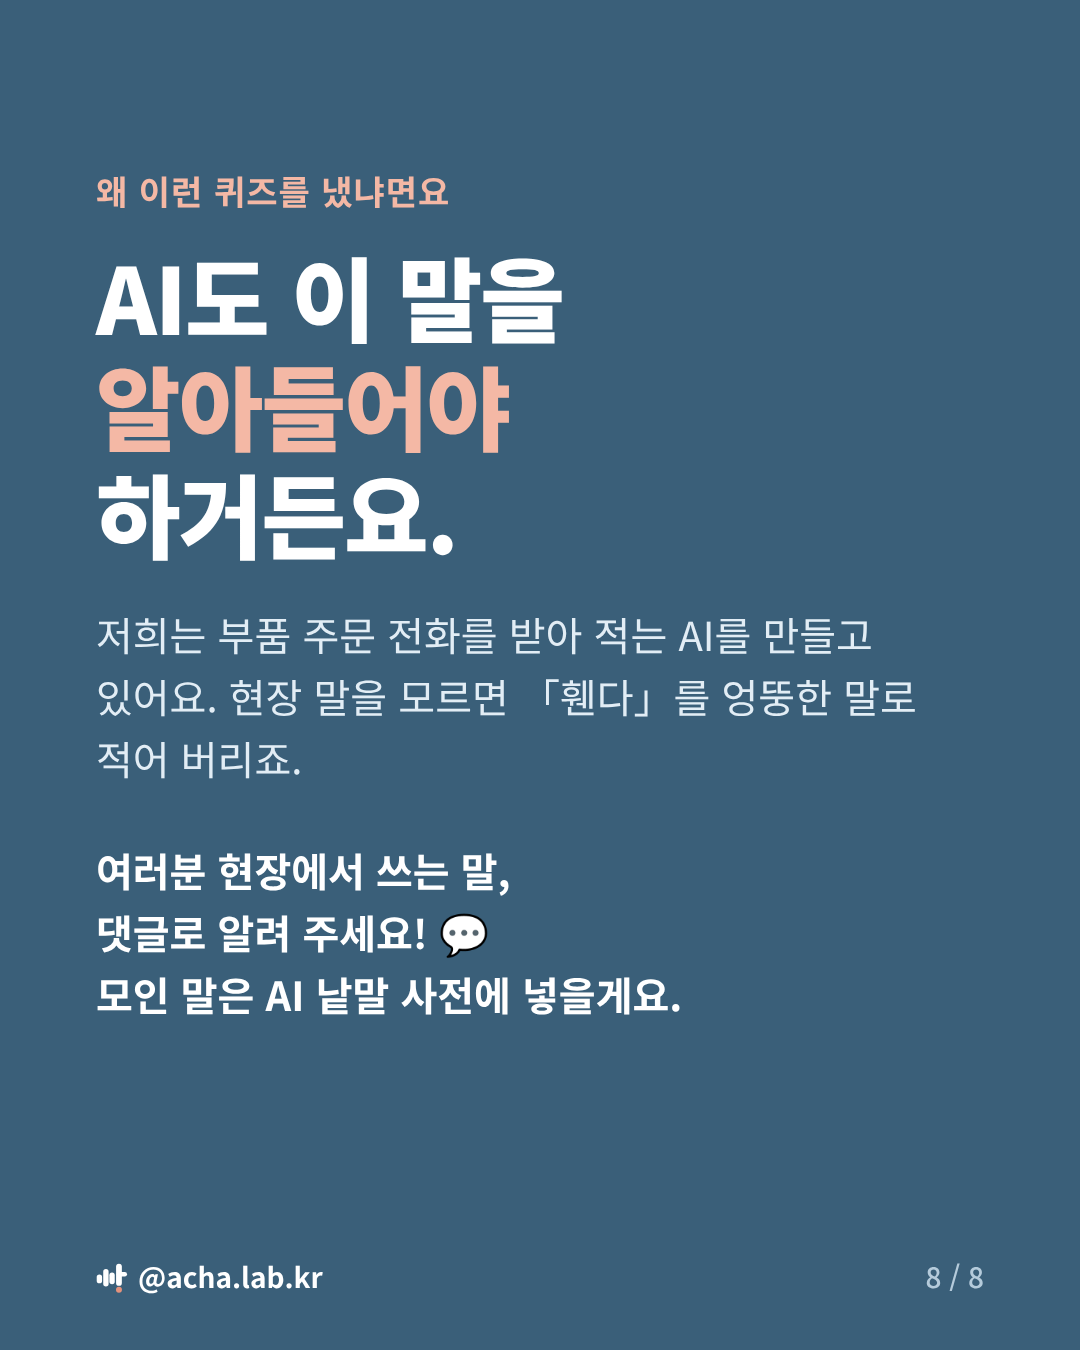 왜 이런 퀴즈를 냈냐면요
AI도 이 말을
알아들어야
하거든요.
저희는 부품 주문 전화를 받아 적는 AI를 만들고
있어요. 현장 말을 모르면 「휀다」를 엉뚱한 말로
적어 버리죠.
여러분 현장에서 쓰는 말,
댓글로 알려 주세요! 💬
모인 말은 AI 낱말 사전에 넣을게요.
@acha.lab.kr
8 / 8